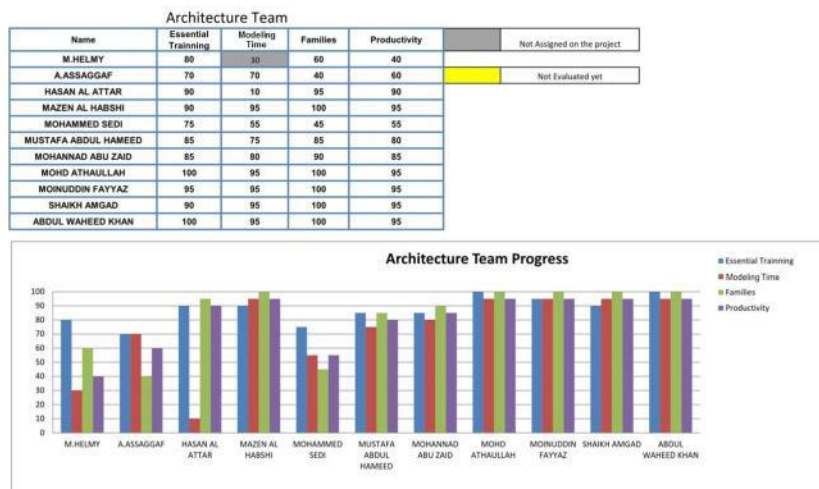 Architecture Team
Name Essential Trainning Modeling Time Families Productivity
M.HELMY 80 30 60 40
A.ASSAGGAF 70 70 40 60
HASAN AL ATTAR 90 10 95 90
MAZEN AL HABSHI 90 95 100 95
MOHAMMED SEDI 75 55 45 55
MUSTAFA ABDUL HAMEED 85 75 85 80
MOHANNAD ABU ZAID 85 80 90 85
MOHD ATHAULLAH 100 95 100 95
MOINUDDIN FAYYAZ 95 95 100 95
SHAIKH AMGAD 90 95 100 95
ABDUL WAHEED KHAN 100 95 100 95
Not Assigned on the project
Not Evaluated yet
Architecture Team Progress
Essential Trainning
Modeling Time
Families
Productivity
100
90
80
70
60
50
40
30
20
10
0
M.HELMY A.ASSAGGAF HASAN AL ATTAR MAZEN AL HABSHI MOHAMMED SEDI MUSTAFA ABDUL HAMEED MOHANNAD ABU ZAID MOHD ATHAULLAH MOINUDDIN FAYYAZ SHAIKH AMGAD ABDUL WAHEED KHAN